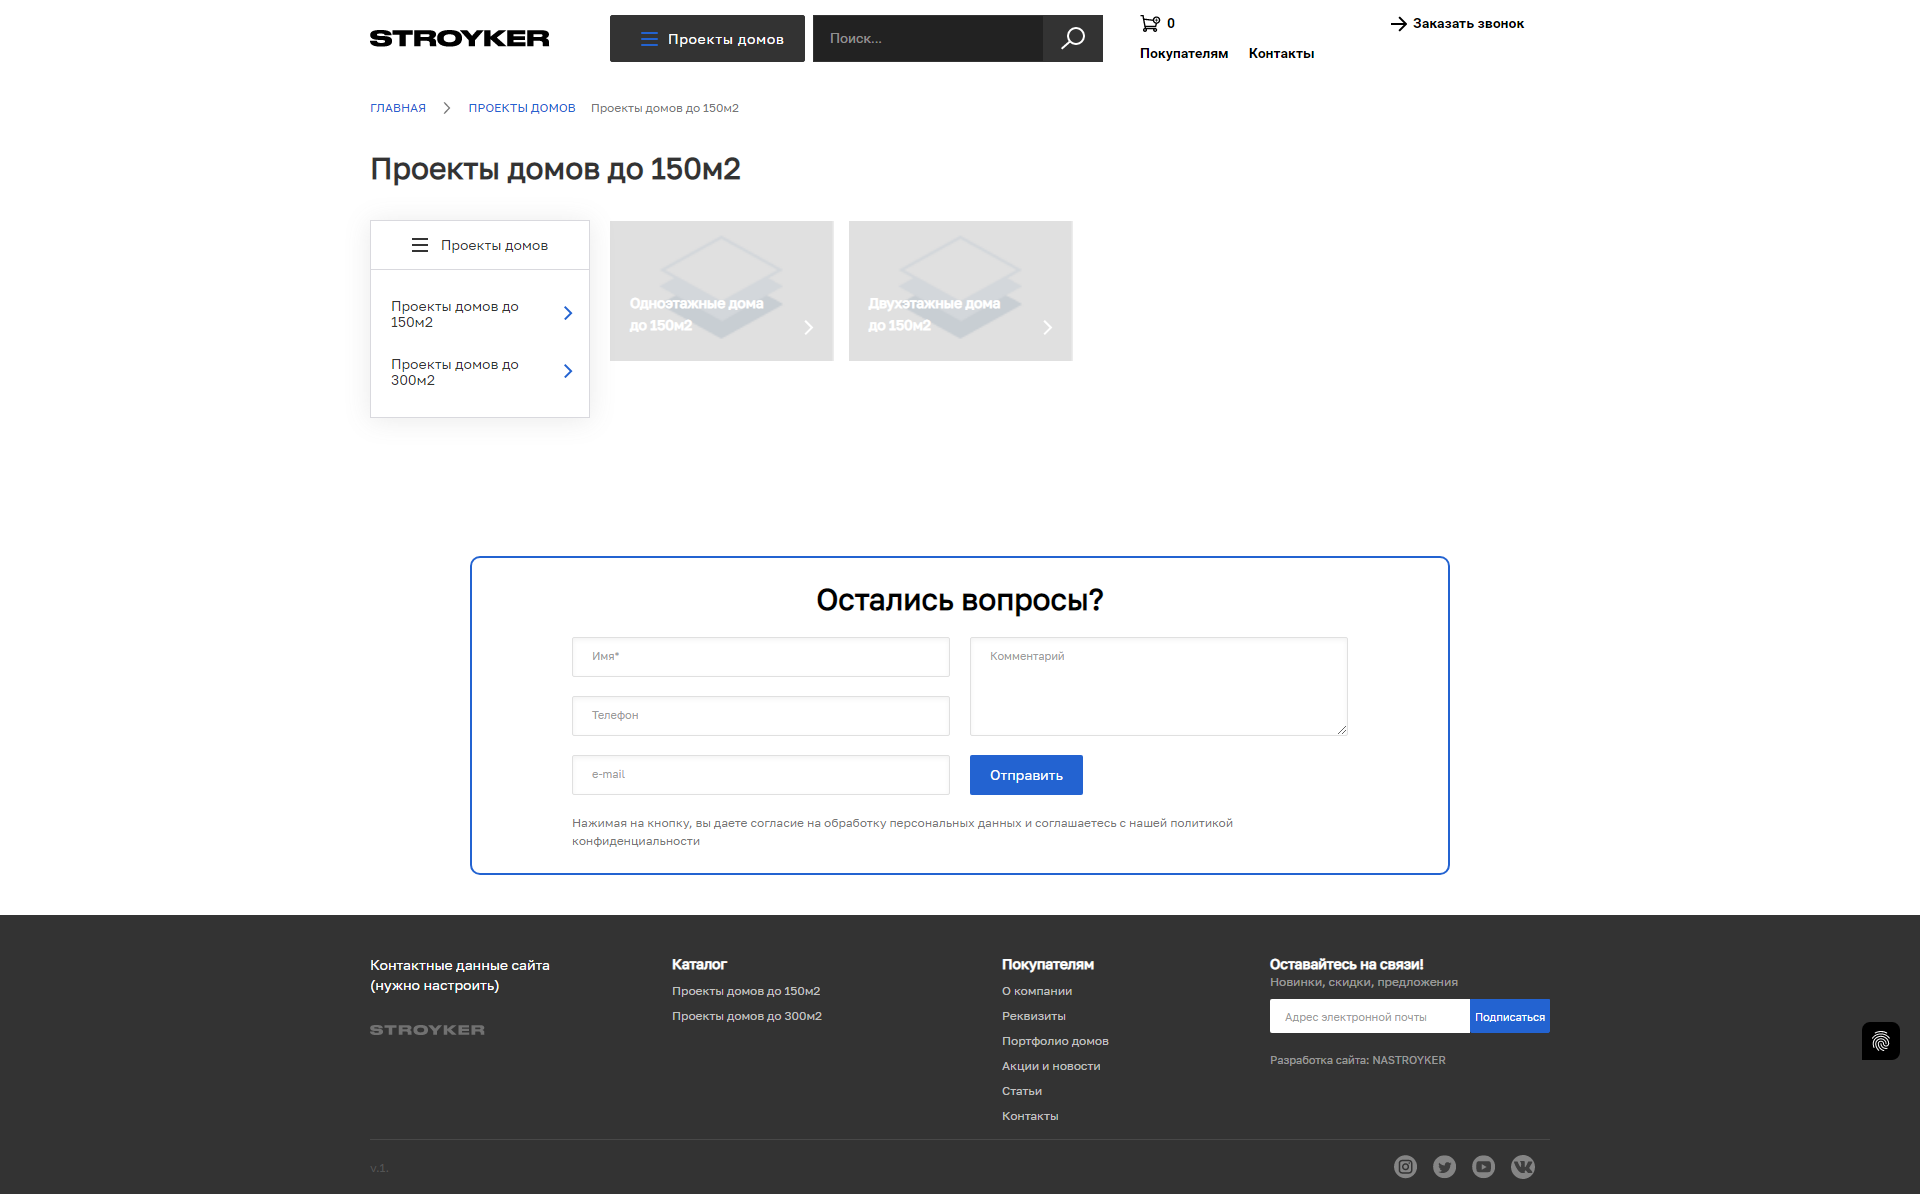 STROYKER
Проекты домов
Поиск...
0
Заказать звонок
Покупателям Контакты
ГЛАВНАЯ ПРОЕКТЫ ДОМОВ Проекты домов до 150м2
Проекты домов до 150м2
Проекты домов
Проекты домов до
150м2
Проекты домов до
300м2
Одноэтажные дома
до 150м2
Двухэтажные дома
до 150м2
Остались вопросы?
Имя*
Телефон
e-mail
Комментарий
Отправить
Нажимая на кнопку, вы даете согласие на обработку персональных данных и соглашаетесь с нашей политикой
конфиденциальности
Контактные данные сайта
(нужно настроить)
STROYKER
Каталог
Проекты домов до 150м2
Проекты домов до 300м2
Покупателям
О компании
Реквизиты
Портфолио домов
Акции и новости
Статьи
Контакты
Оставайтесь на связи!
Новинки, скидки, предложения
Адрес электронной почты
Подписаться
Разработка сайта: NASTROYKER
v.1.